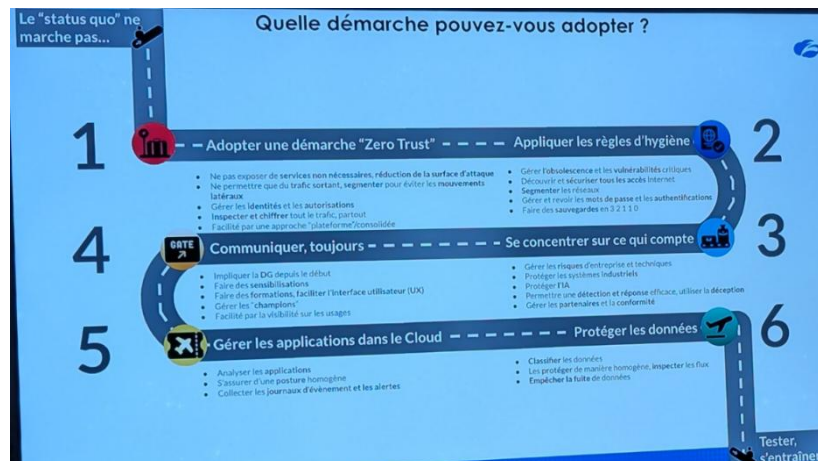 Le "status quo" ne
marche pas...
Quelle démarche pouvez-vous adopter ?
1
Adopter une démarche "Zero Trust"
Ne pas exposer de services non nécessaires, réduction de la surface d'attaque
Ne permettre que du trafic sortant, segmenter pour éviter les mouvements
latéraux
Gérer les identités et les autorisations
Inspecter et chiffrer tout le trafic, partout
Facilité par une approche "plateforme"/consolidée
Appliquer les règles d'hygiène
2
Gérer l'obsolescence et les vulnérabilités critiques
Découvrir et sécuriser tous les accès Internet
Segmenter les réseaux
Gérer et revoir les mots de passe et les authentifications
Faire des sauvegardes en 3 2 1 1 0
Se concentrer sur ce qui compte
3
Gérer les risques d'entreprise et techniques
Protéger les systèmes industriels
Protéger l'IA
Permettre une détection et réponse efficace, utiliser la déception
Gérer les partenaires et la conformité
4
GATE
Communiquer, toujours
Impliquer la DG depuis le début
Faire des sensibilisations
Faire des formations, faciliter l'interface utilisateur (UX)
Gérer les "champions"
Facilité par la visibilité sur les usages
5
Gérer les applications dans le Cloud
Analyser les applications
S'assurer d'une posture homogène
Collecter les journaux d'évènement et les alertes
Protéger les données
6
Classifier les données
Les protéger de manière homogène, inspecter les flux
Empêcher la fuite de données
Tester,
s'entraîner